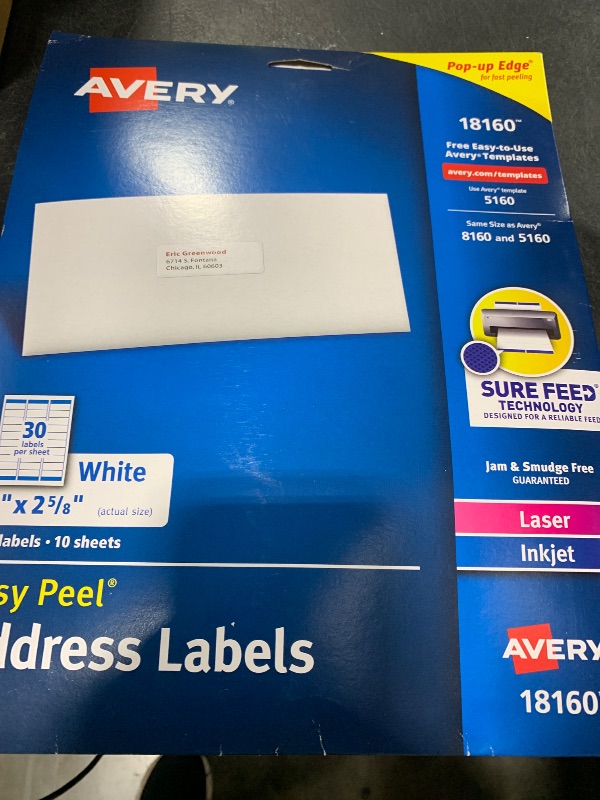 AVERY®
Pop-up Edge®
for fast peeling
18160™
Free Easy-to-Use
Avery® Templates
avery.com/templates
Use Avery® template
5160
Same Size as Avery®
8160 and 5160
Eric Greenwood
6714 S. Fontana
Chicago, IL 60603
SURE FEED
TECHNOLOGY
DESIGNED FOR A RELIABLE FEED
30
labels
per sheet
White
" x 2 5/8" (actual size)
labels • 10 sheets
Jam & Smudge Free
GUARANTEED
Laser
Inkjet
sy Peel®
ddress Labels
AVERY
18160